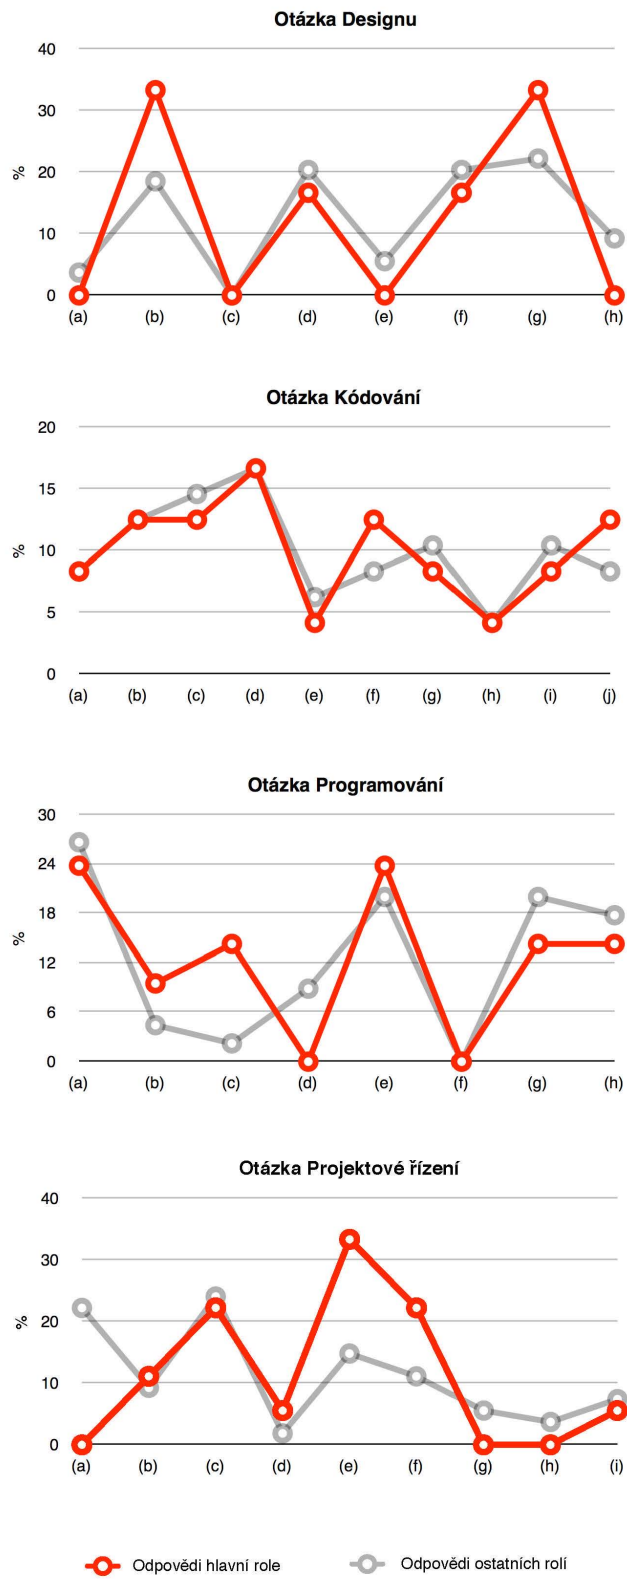 Otázka Designu
40
30
20
10
0
%
(a) (b) (c) (d) (e) (f) (g) (h)
Otázka Kódování
20
15
10
5
0
%
(a) (b) (c) (d) (e) (f) (g) (h) (i) (j)
Otázka Programování
30
24
18
12
6
0
%
(a) (b) (c) (d) (e) (f) (g) (h)
Otázka Projektové řízení
40
30
20
10
0
%
(a) (b) (c) (d) (e) (f) (g) (h) (i)
Odpovědi hlavní role Odpovědi ostatních rolí